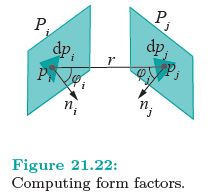 P_i P_j
dp_i dp_j
r
p_i φ_i φ_j p_j
n_i n_j
Figure 21.22:
Computing form factors.